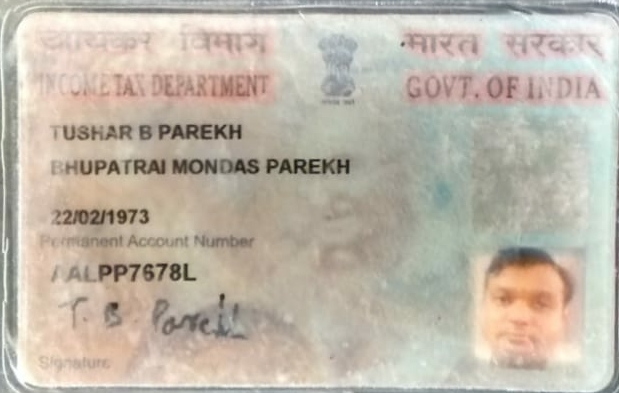 आयकर विभाग
INCOME TAX DEPARTMENT
भारत सरकार
GOVT. OF INDIA
TUSHAR B PAREKH
BHUPATRAI MONDAS PAREKH
22/02/1973
Permanent Account Number
AALPP7678L
T. B. Parekh
Signature